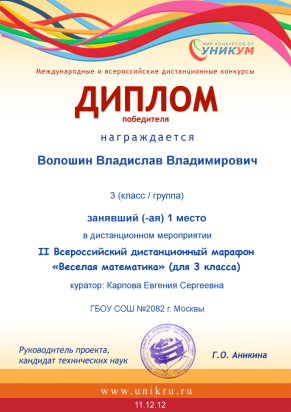 МИР КОНКУРСОВ ОТ
УНИКУМ
Международные и всероссийские дистанционные конкурсы
ДИПЛОМ
победителя
награждается
Волошин Владислав Владимирович
3 (класс / группа)
занявший (-ая) 1 место
в дистанционном мероприятии
II Всероссийский дистанционный марафон
«Веселая математика» (для 3 класса)
куратор: Карпова Евгения Сергеевна
ГБОУ СОШ №2082 г. Москвы
Руководитель проекта,
кандидат технических наук
Г.О. Аникина
www.unikru.ru
11.12.12